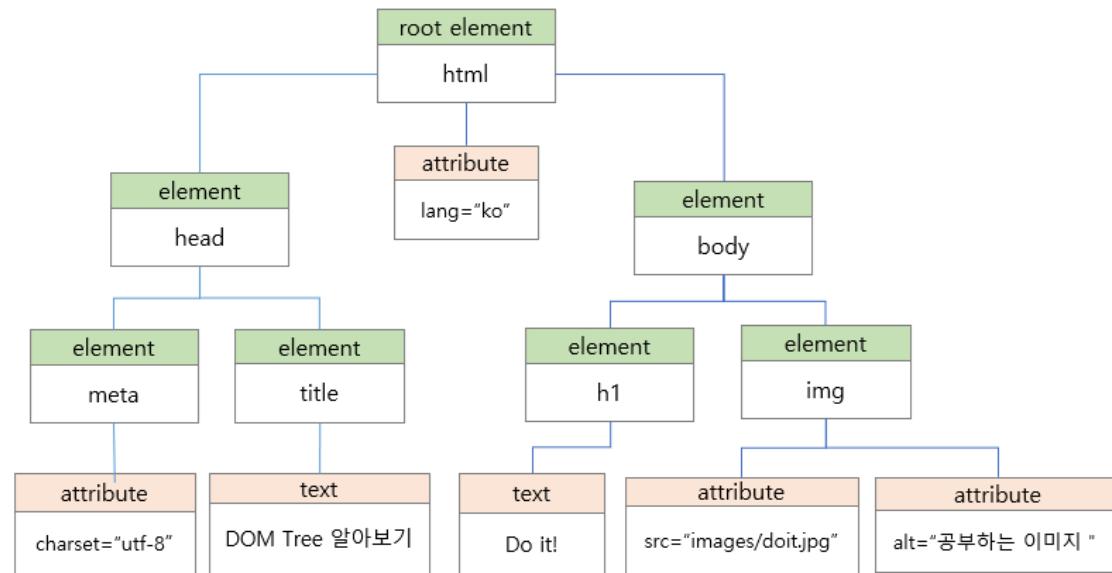 root element
html
attribute
lang="ko"
element
head
element
body
element
meta
element
title
element
h1
element
img
attribute
charset="utf-8"
text
DOM Tree 알아보기
text
Do it!
attribute
src="images/doit.jpg"
attribute
alt="공부하는 이미지 "